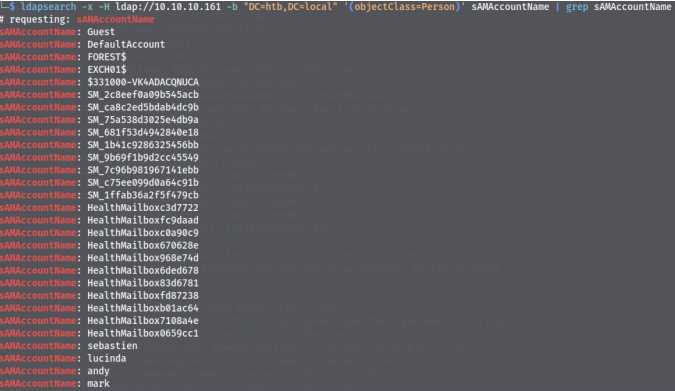 └─$ ldapsearch -x -H ldap://10.10.10.161 -b "DC=htb,DC=local" '(objectClass=Person)' sAMAccountName | grep sAMAccountName
# requesting: sAMAccountName
sAMAccountName: Guest
sAMAccountName: DefaultAccount
sAMAccountName: FOREST$
sAMAccountName: EXCH01$
sAMAccountName: $331000-VK4ADACQNUCA
sAMAccountName: SM_2c8eef0a09b545acb
sAMAccountName: SM_ca8c2ed5bdab4dc9b
sAMAccountName: SM_75a538d3025e4db9a
sAMAccountName: SM_681f53d4942840e18
sAMAccountName: SM_1b41c9286325456bb
sAMAccountName: SM_9b69f1b9d2cc45549
sAMAccountName: SM_7c96b981967141ebb
sAMAccountName: SM_c75ee099d0a64c91b
sAMAccountName: SM_1ffab36a2f5f479cb
sAMAccountName: HealthMailboxc3d7722
sAMAccountName: HealthMailboxfc9daad
sAMAccountName: HealthMailboxc0a90c9
sAMAccountName: HealthMailbox670628e
sAMAccountName: HealthMailbox968e74d
sAMAccountName: HealthMailbox6ded678
sAMAccountName: HealthMailbox83d6781
sAMAccountName: HealthMailboxfd87238
sAMAccountName: HealthMailboxb01ac64
sAMAccountName: HealthMailbox7108a4e
sAMAccountName: HealthMailbox0659cc1
sAMAccountName: sebastien
sAMAccountName: lucinda
sAMAccountName: andy
sAMAccountName: mark